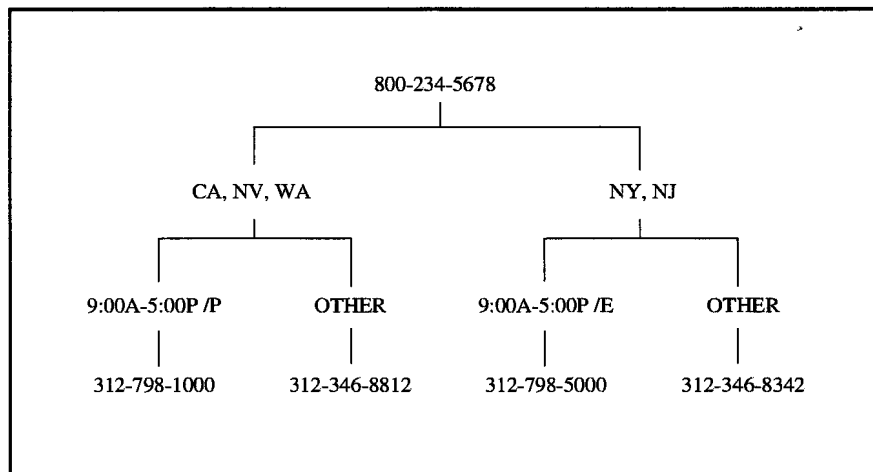 800-234-5678
CA, NV, WA NY, NJ
9:00A-5:00P /P OTHER 9:00A-5:00P /E OTHER
312-798-1000 312-346-8812 312-798-5000 312-346-8342